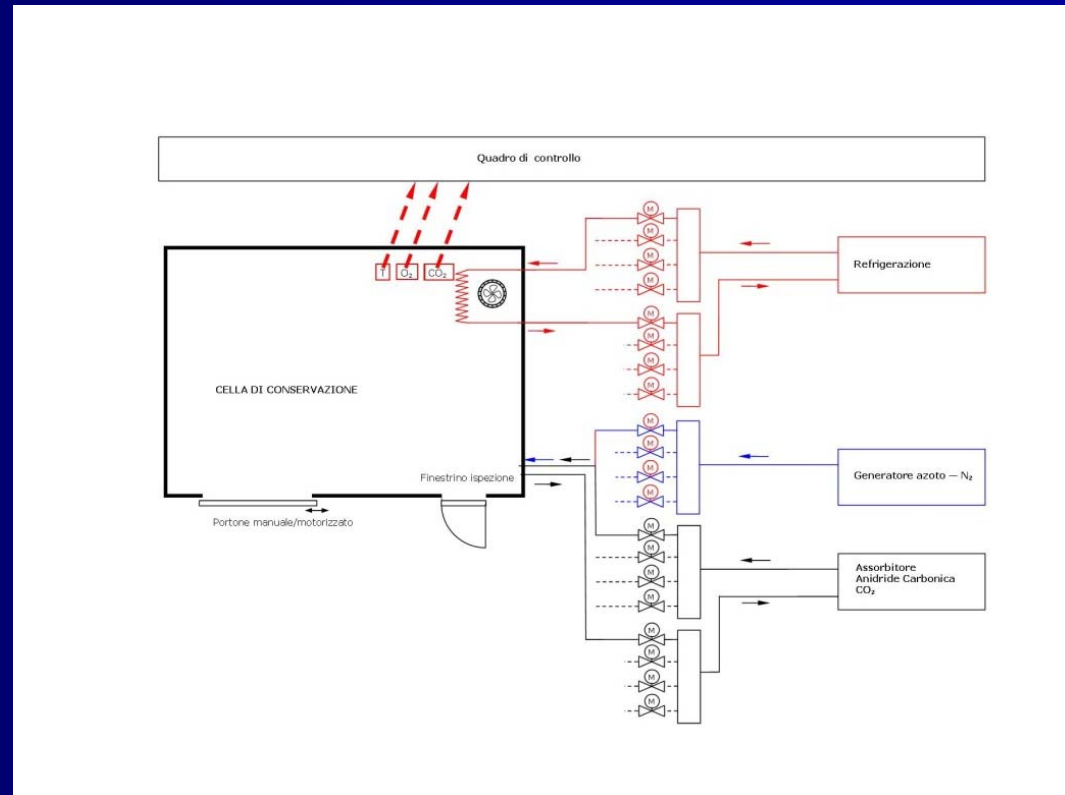 Quadro di controllo
T O₂ CO₂
M
M
M
M
Refrigerazione
M
M
M
M
CELLA DI CONSERVAZIONE
M
M
M
M
Finestrino ispezione
Generatore azoto — N₂
Portone manuale/motorizzato
M
M
M
M
Assorbitore
Anidride Carbonica
CO₂
M
M
M
M